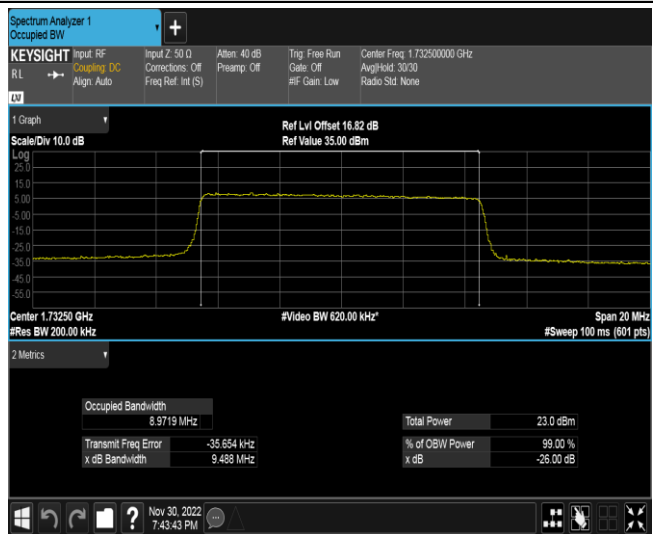 Spectrum Analyzer 1
Occupied BW
+
KEYSIGHT Input: RF Input Z: 50 Ω Atten: 40 dB Trig: Free Run Center Freq: 1.732500000 GHz
RL Coupling: DC Corrections: Off Preamp: Off Gate: Off Avg|Hold: 30/30
Align: Auto Freq Ref: Int (S) #IF Gain: Low Radio Std: None
LXI
1 Graph Ref Lvl Offset 16.82 dB
Scale/Div 10.0 dB Ref Value 35.00 dBm
Log
25.0
15.0
5.00
-5.00
-15.0
-25.0
-35.0
-45.0
-55.0
Center 1.73250 GHz #Video BW 620.00 kHz* Span 20 MHz
#Res BW 200.00 kHz #Sweep 100 ms (601 pts)
2 Metrics
Occupied Bandwidth
8.9719 MHz Total Power 23.0 dBm
Transmit Freq Error -35.654 kHz % of OBW Power 99.00 %
x dB Bandwidth 9.488 MHz x dB -26.00 dB
? Nov 30, 2022
7:43:43 PM